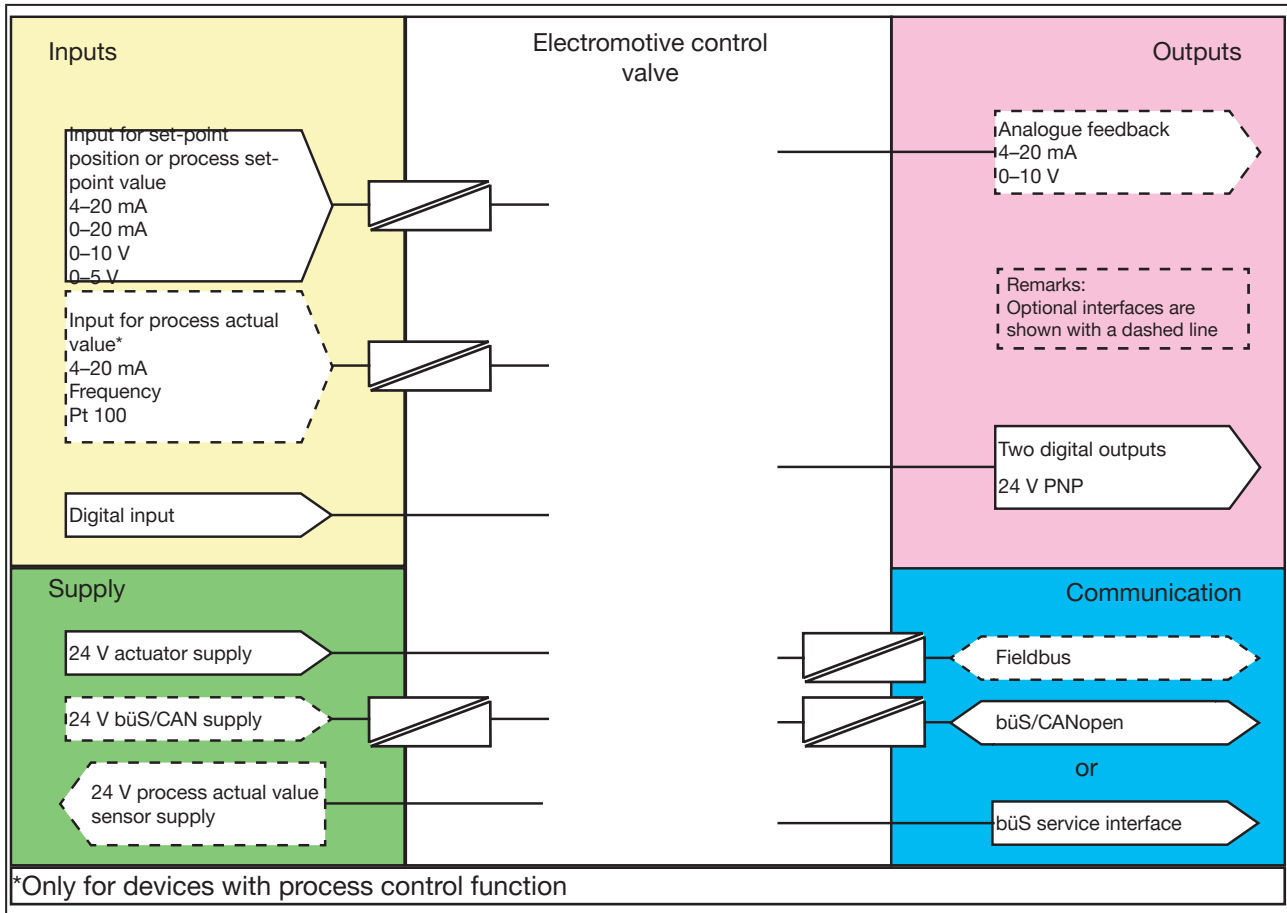 Inputs
Electromotive control
valve
Outputs
Input for set-point
position or process set-
point value
4–20 mA
0–20 mA
0–10 V
0–5 V
Analogue feedback
4–20 mA
0–10 V
Input for process actual
value*
4–20 mA
Frequency
Pt 100
Remarks:
Optional interfaces are
shown with a dashed line
Digital input
Two digital outputs
24 V PNP
Supply
24 V actuator supply
24 V büS/CAN supply
24 V process actual value
sensor supply
Communication
Fieldbus
büS/CANopen
or
büS service interface
*Only for devices with process control function